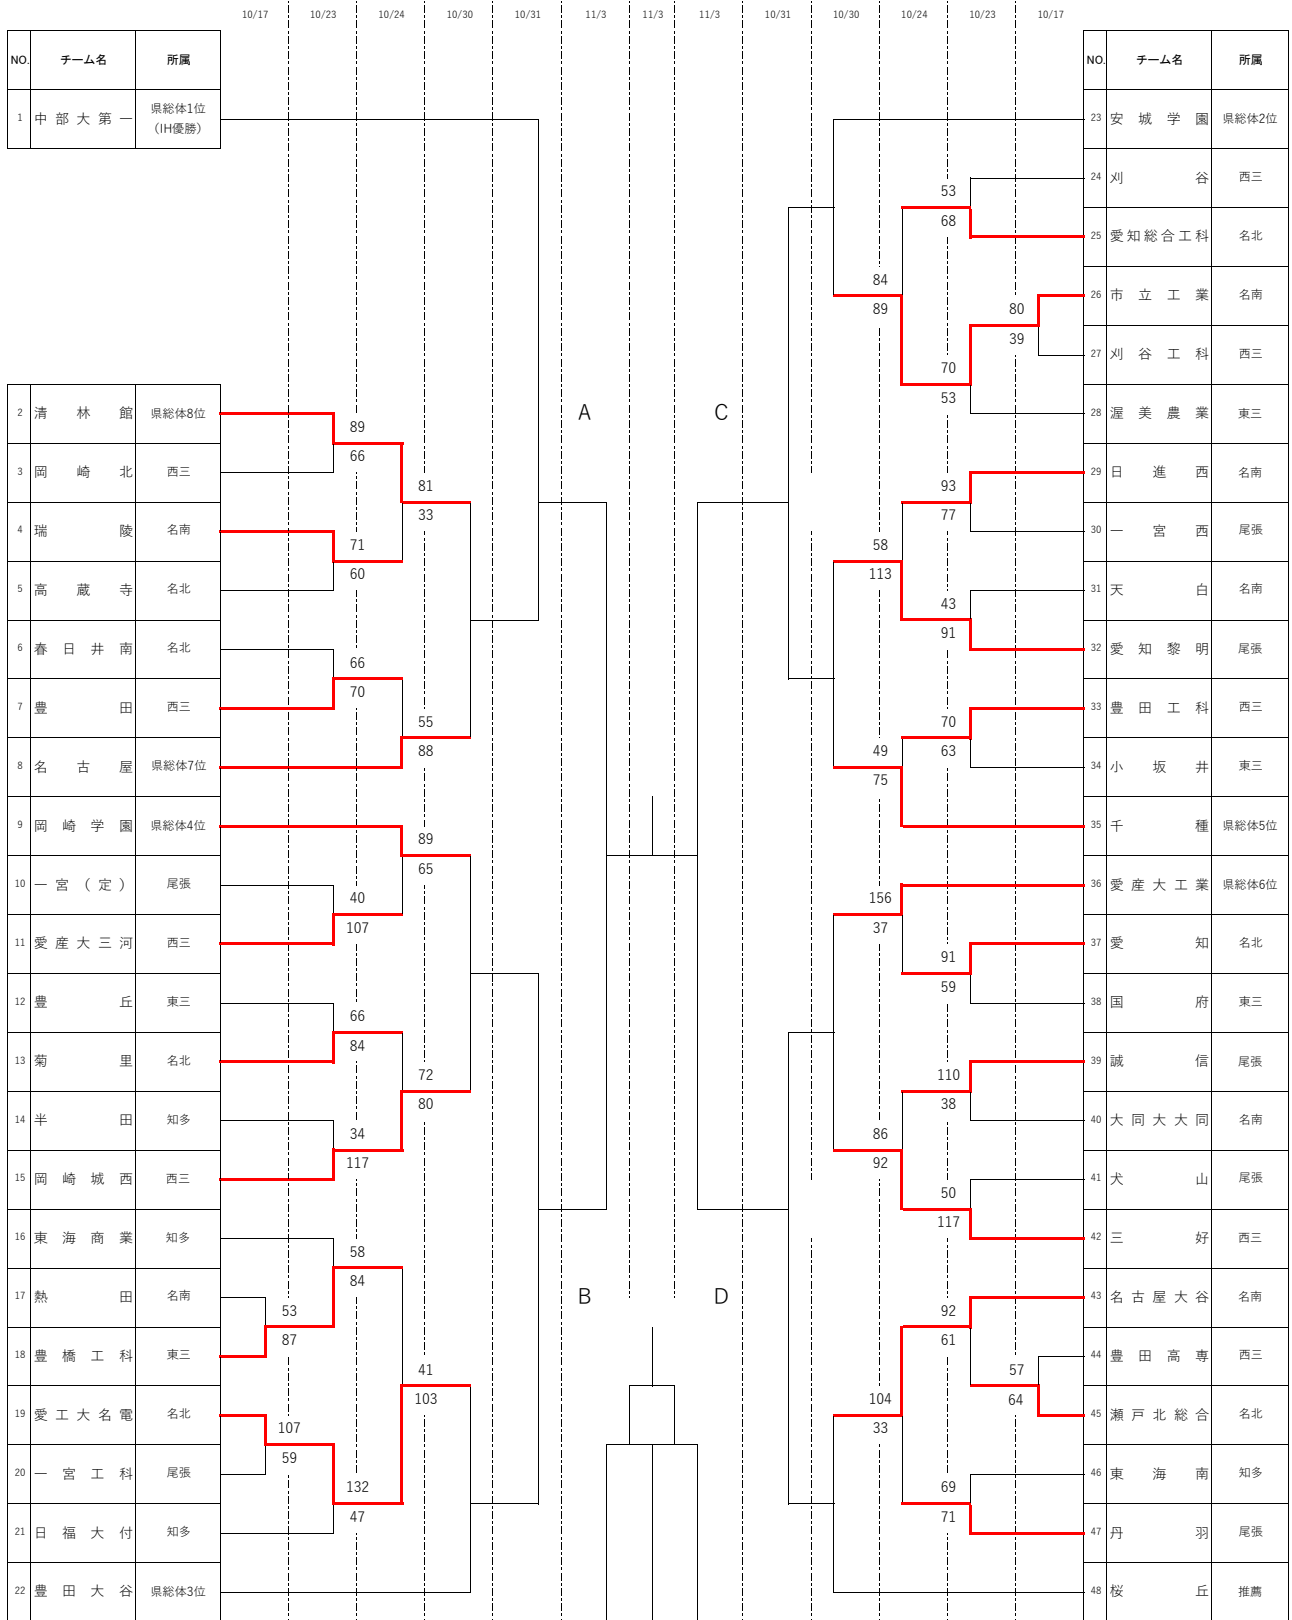 10/17 10/23 10/24 10/30 10/31 11/3 11/3 11/3 10/31 10/30 10/24 10/23 10/17
NO. チーム名 所属
1 中部大第一 県総体1位
（IH優勝）
2 清林館 県総体8位
3 岡崎北 西三
4 瑞陵 名南
5 高蔵寺 名北
6 春日井南 名北
7 豊田 西三
8 名古屋 県総体7位
9 岡崎学園 県総体4位
10 一宮（定） 尾張
11 愛産大三河 西三
12 豊丘 東三
13 菊里 名北
14 半田 知多
15 岡崎城西 西三
16 東海商業 知多
17 熱田 名南
18 豊橋工科 東三
19 愛工大名電 名北
20 一宮工科 尾張
21 日福大付 知多
22 豊田大谷 県総体3位
53
87
107
59
89
66
71
60
66
70
40
107
66
84
34
117
58
84
132
47
81
33
55
88
89
65
72
80
41
103
A
B
C
D
84
89
58
113
49
75
156
37
86
92
104
33
53
68
70
53
93
77
43
91
70
63
91
59
110
38
50
117
92
61
69
71
80
39
57
64
NO. チーム名 所属
23 安城学園 県総体2位
24 刈谷 西三
25 愛知総合工科 名北
26 市立工業 名南
27 刈谷工科 西三
28 渥美農業 東三
29 日進西 名南
30 一宮西 尾張
31 天白 名南
32 愛知黎明 尾張
33 豊田工科 西三
34 小坂井 東三
35 千種 県総体5位
36 愛産大工業 県総体6位
37 愛知 名北
38 国府 東三
39 誠信 尾張
40 大同大大同 名南
41 犬山 尾張
42 三好 西三
43 名古屋大谷 名南
44 豊田高専 西三
45 瀬戸北総合 名北
46 東海南 知多
47 丹羽 尾張
48 桜丘 推薦